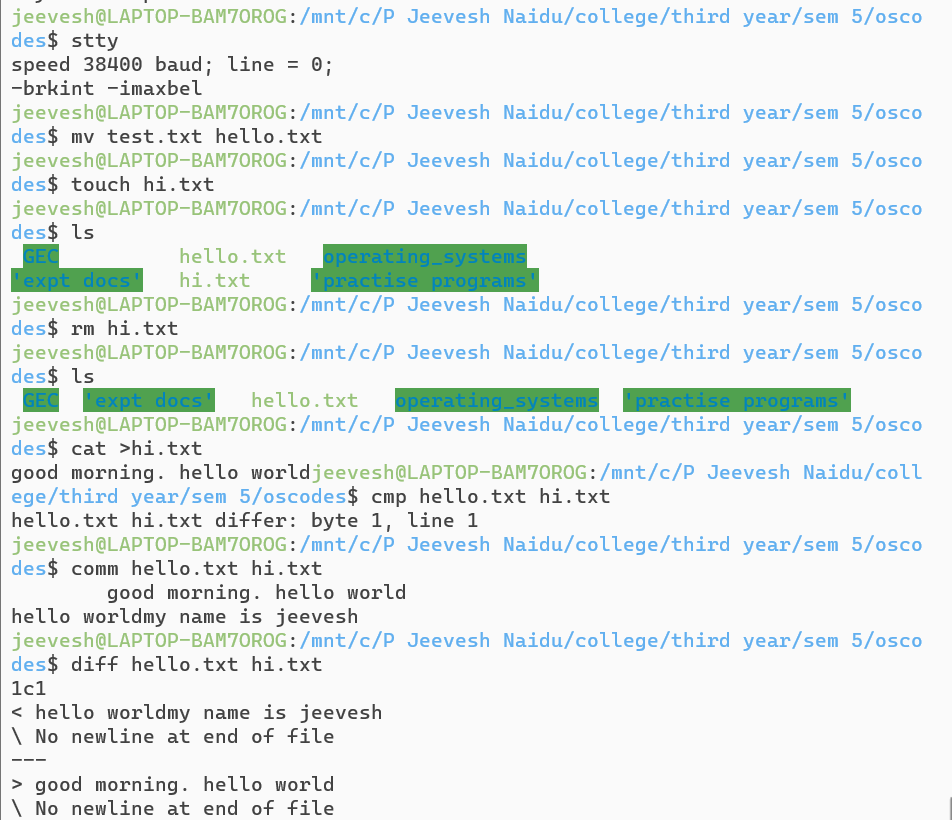 jeevesh@LAPTOP-BAM7OROG:/mnt/c/P Jeevesh Naidu/college/third year/sem 5/osco
des$ stty
speed 38400 baud; line = 0;
-brkint -imaxbel
jeevesh@LAPTOP-BAM7OROG:/mnt/c/P Jeevesh Naidu/college/third year/sem 5/osco
des$ mv test.txt hello.txt
jeevesh@LAPTOP-BAM7OROG:/mnt/c/P Jeevesh Naidu/college/third year/sem 5/osco
des$ touch hi.txt
jeevesh@LAPTOP-BAM7OROG:/mnt/c/P Jeevesh Naidu/college/third year/sem 5/osco
des$ ls
 GEC          hello.txt   operating_systems
'expt docs'   hi.txt     'practise programs'
jeevesh@LAPTOP-BAM7OROG:/mnt/c/P Jeevesh Naidu/college/third year/sem 5/osco
des$ rm hi.txt
jeevesh@LAPTOP-BAM7OROG:/mnt/c/P Jeevesh Naidu/college/third year/sem 5/osco
des$ ls
 GEC  'expt docs'   hello.txt   operating_systems  'practise programs'
jeevesh@LAPTOP-BAM7OROG:/mnt/c/P Jeevesh Naidu/college/third year/sem 5/osco
des$ cat >hi.txt
good morning. hello worldjeevesh@LAPTOP-BAM7OROG:/mnt/c/P Jeevesh Naidu/coll
ege/third year/sem 5/oscodes$ cmp hello.txt hi.txt
hello.txt hi.txt differ: byte 1, line 1
jeevesh@LAPTOP-BAM7OROG:/mnt/c/P Jeevesh Naidu/college/third year/sem 5/osco
des$ comm hello.txt hi.txt
        good morning. hello world
hello worldmy name is jeevesh
jeevesh@LAPTOP-BAM7OROG:/mnt/c/P Jeevesh Naidu/college/third year/sem 5/osco
des$ diff hello.txt hi.txt
1c1
< hello worldmy name is jeevesh
\ No newline at end of file
---
> good morning. hello world
\ No newline at end of file